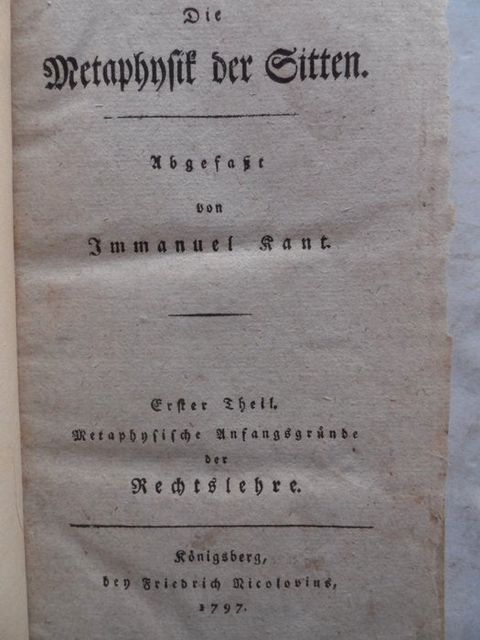 Die
Metaphysik der Sitten.
Abgefaßt
von
Immanuel Kant.
Erster Theil.
Metaphysische Anfangsgründe
der
Rechtslehre.
Königsberg,
bey Friedrich Nicolovius,
1797.